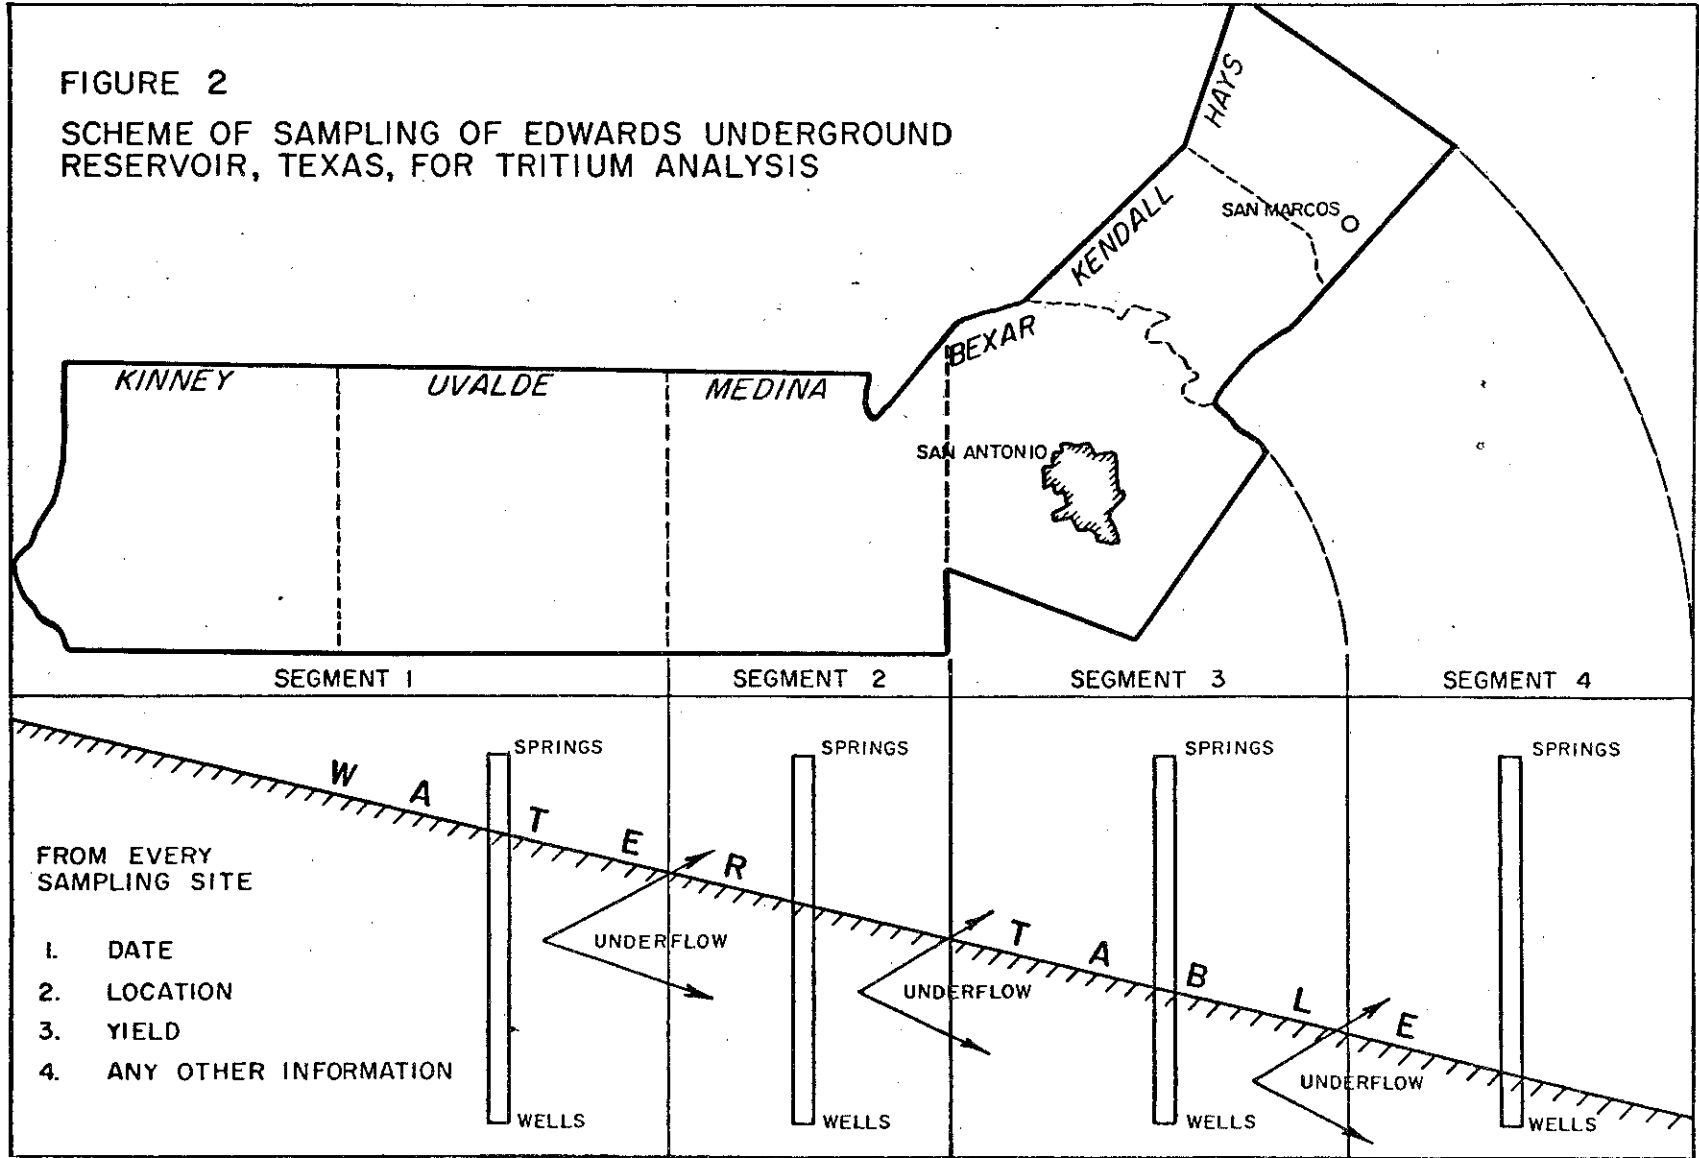 FIGURE 2
SCHEME OF SAMPLING OF EDWARDS UNDERGROUND
RESERVOIR, TEXAS, FOR TRITIUM ANALYSIS
HAYS
SAN MARCOS
KENDALL
BEXAR
KINNEY
UVALDE
MEDINA
SAN ANTONIO
SEGMENT 1
SEGMENT 2
SEGMENT 3
SEGMENT 4
SPRINGS
SPRINGS
SPRINGS
SPRINGS
WATER TABLE
FROM EVERY
SAMPLING SITE
1. DATE
2. LOCATION
3. YIELD
4. ANY OTHER INFORMATION
UNDERFLOW
UNDERFLOW
UNDERFLOW
WELLS
WELLS
WELLS
WELLS